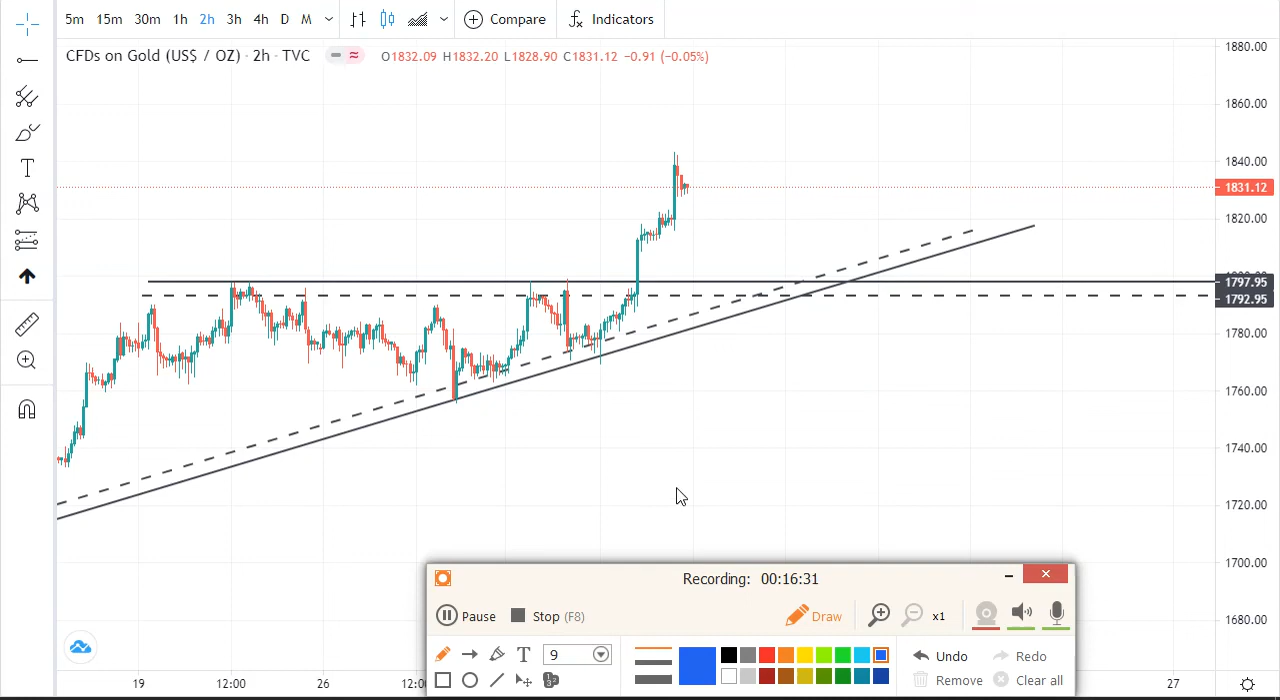 5m 15m 30m 1h 2h 3h 4h D M Compare Indicators
CFDs on Gold (US$ / OZ) · 2h · TVC O1832.09 H1832.20 L1828.90 C1831.12 −0.91 (−0.05%)
1880.00
1860.00
1840.00
1831.12
1820.00
1797.95
1792.95
1780.00
1760.00
1740.00
1720.00
1700.00
1680.00
19 12:00 26 12:0 27
Recording: 00:16:31
Pause Stop (F8) Draw x1
T 9 Undo Redo
Remove Clear all